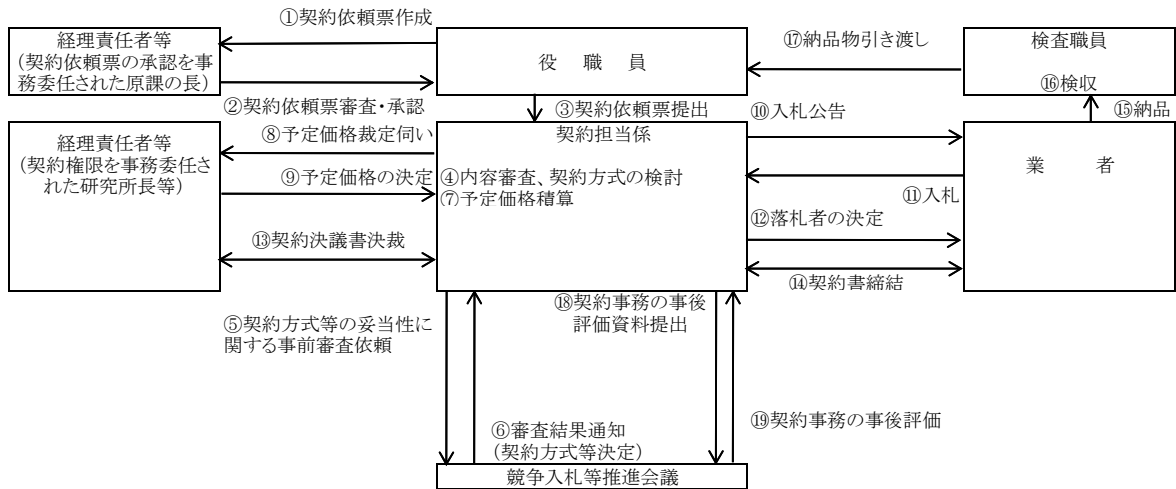 ①契約依頼票作成
経理責任者等
(契約依頼票の承認を事
務委任された原課の長)
役 職 員
⑰納品物引き渡し
検査職員
⑯検収
②契約依頼票審査・承認
③契約依頼票提出
⑩入札公告
⑮納品
経理責任者等
(契約権限を事務委任さ
れた研究所長等)
⑧予定価格裁定伺い
契約担当係
業 者
⑨予定価格の決定
④内容審査、契約方式の検討
⑦予定価格積算
⑪入札
⑫落札者の決定
⑬契約決議書決裁
⑭契約書締結
⑤契約方式等の妥当性に
関する事前審査依頼
⑱契約事務の事後
評価資料提出
⑥審査結果通知
(契約方式等決定)
⑲契約事務の事後評価
競争入札等推進会議